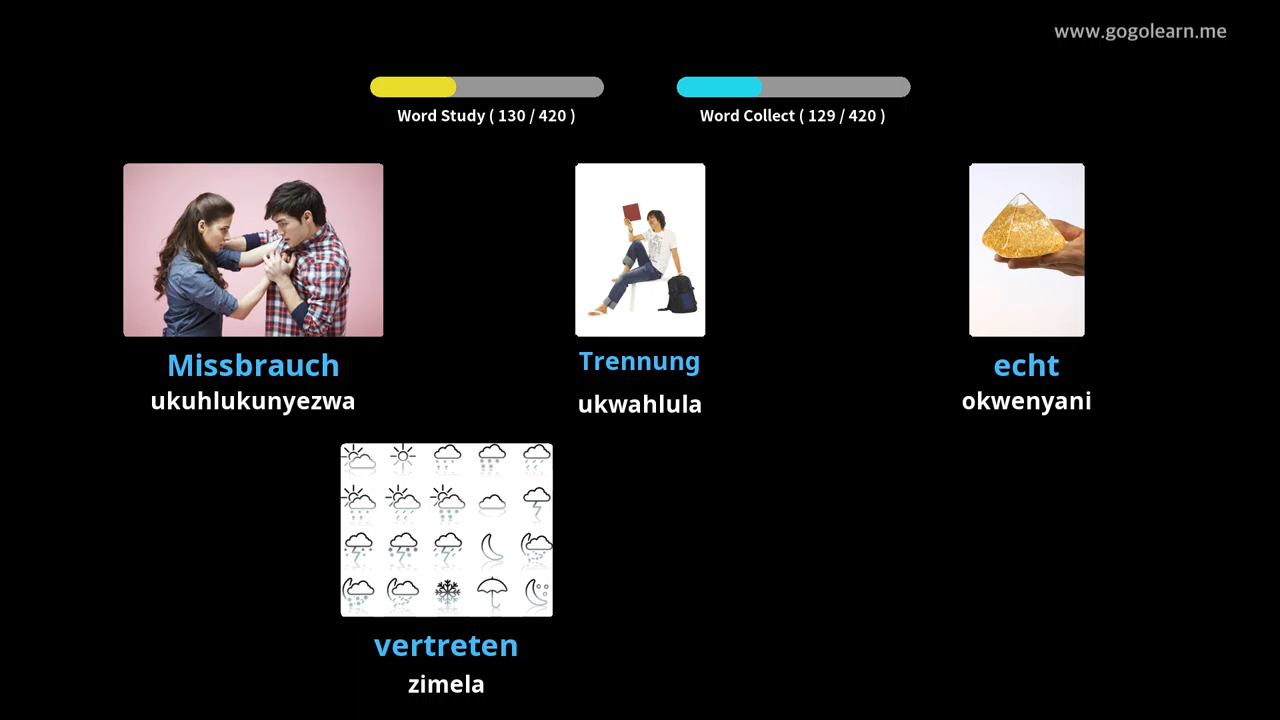 www.gogolearn.me
Word Study ( 130 / 420 )
Word Collect ( 129 / 420 )
Missbrauch
ukuhlukunyezwa
Trennung
ukwahlula
echt
okwenyani
vertreten
zimela